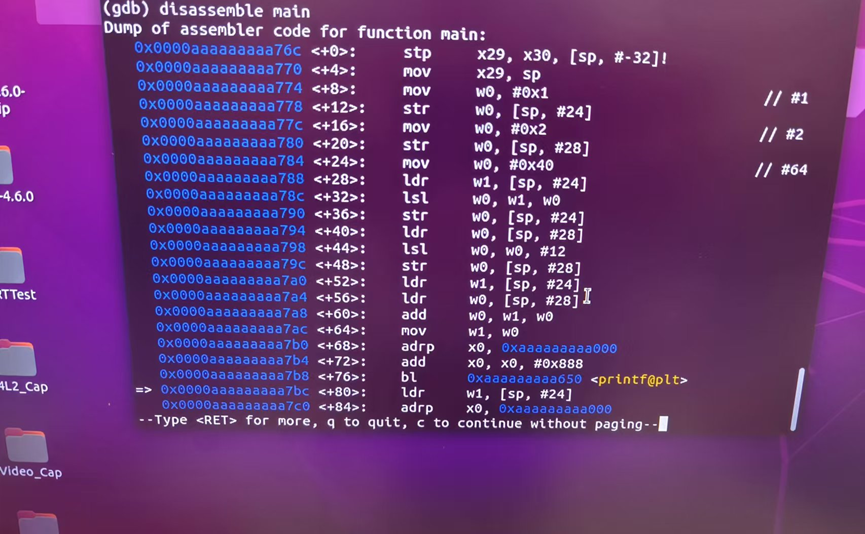 (gdb) disassemble main
Dump of assembler code for function main:
0x0000aaaaaaaaa76c <+0>: stp x29, x30, [sp, #-32]!
0x0000aaaaaaaaa770 <+4>: mov x29, sp
0x0000aaaaaaaaa774 <+8>: mov w0, #0x1 // #1
0x0000aaaaaaaaa778 <+12>: str w0, [sp, #24]
0x0000aaaaaaaaa77c <+16>: mov w0, #0x2 // #2
0x0000aaaaaaaaa780 <+20>: str w0, [sp, #28]
0x0000aaaaaaaaa784 <+24>: mov w0, #0x40 // #64
0x0000aaaaaaaaa788 <+28>: ldr w1, [sp, #24]
0x0000aaaaaaaaa78c <+32>: lsl w0, w1, w0
0x0000aaaaaaaaa790 <+36>: str w0, [sp, #24]
0x0000aaaaaaaaa794 <+40>: ldr w0, [sp, #28]
0x0000aaaaaaaaa798 <+44>: lsl w0, w0, #12
0x0000aaaaaaaaa79c <+48>: str w0, [sp, #28]
0x0000aaaaaaaaa7a0 <+52>: ldr w1, [sp, #24]
0x0000aaaaaaaaa7a4 <+56>: ldr w0, [sp, #28]
0x0000aaaaaaaaa7a8 <+60>: add w0, w1, w0
0x0000aaaaaaaaa7ac <+64>: mov w1, w0
0x0000aaaaaaaaa7b0 <+68>: adrp x0, 0xaaaaaaaaa000
0x0000aaaaaaaaa7b4 <+72>: add x0, x0, #0x888
0x0000aaaaaaaaa7b8 <+76>: bl 0xaaaaaaaaa650 <printf@plt>
=> 0x0000aaaaaaaaa7bc <+80>: ldr w1, [sp, #24]
0x0000aaaaaaaaa7c0 <+84>: adrp x0, 0xaaaaaaaaa000
--Type <RET> for more, q to quit, c to continue without paging--
.6.0-
ip
-4.6.0
RTTest
4L2_Cap
Video_Cap